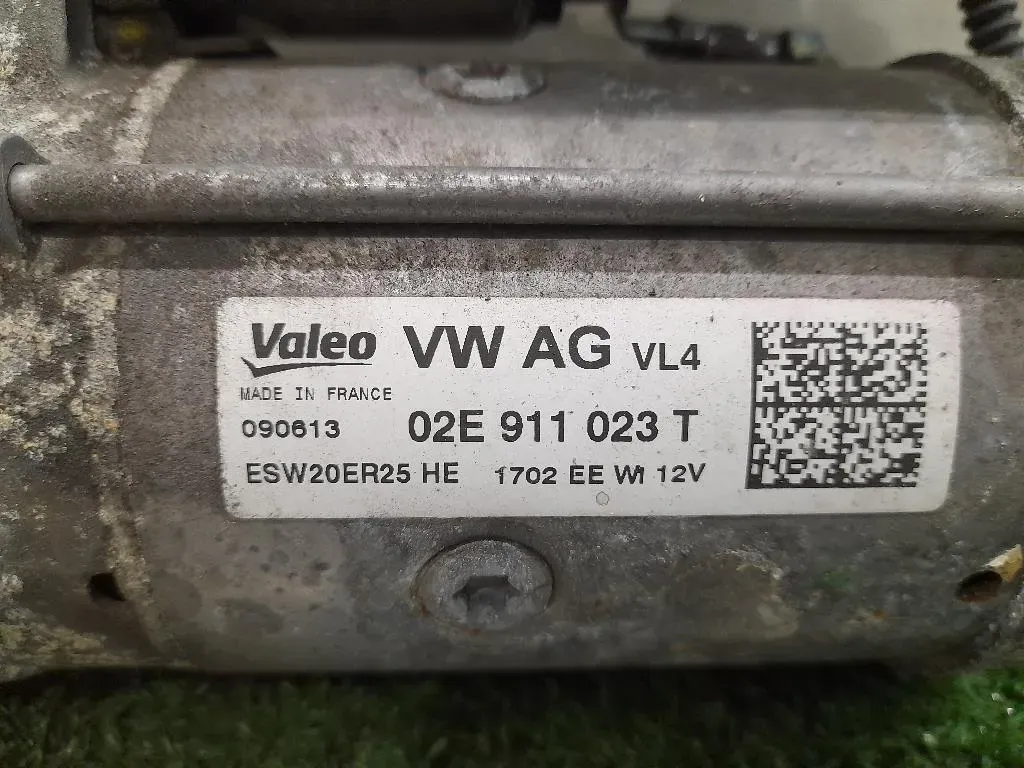 Valeo VW AG VL4
MADE IN FRANCE
090613 02E 911 023 T
ESW20ER25 HE 1702 EE WI 12V